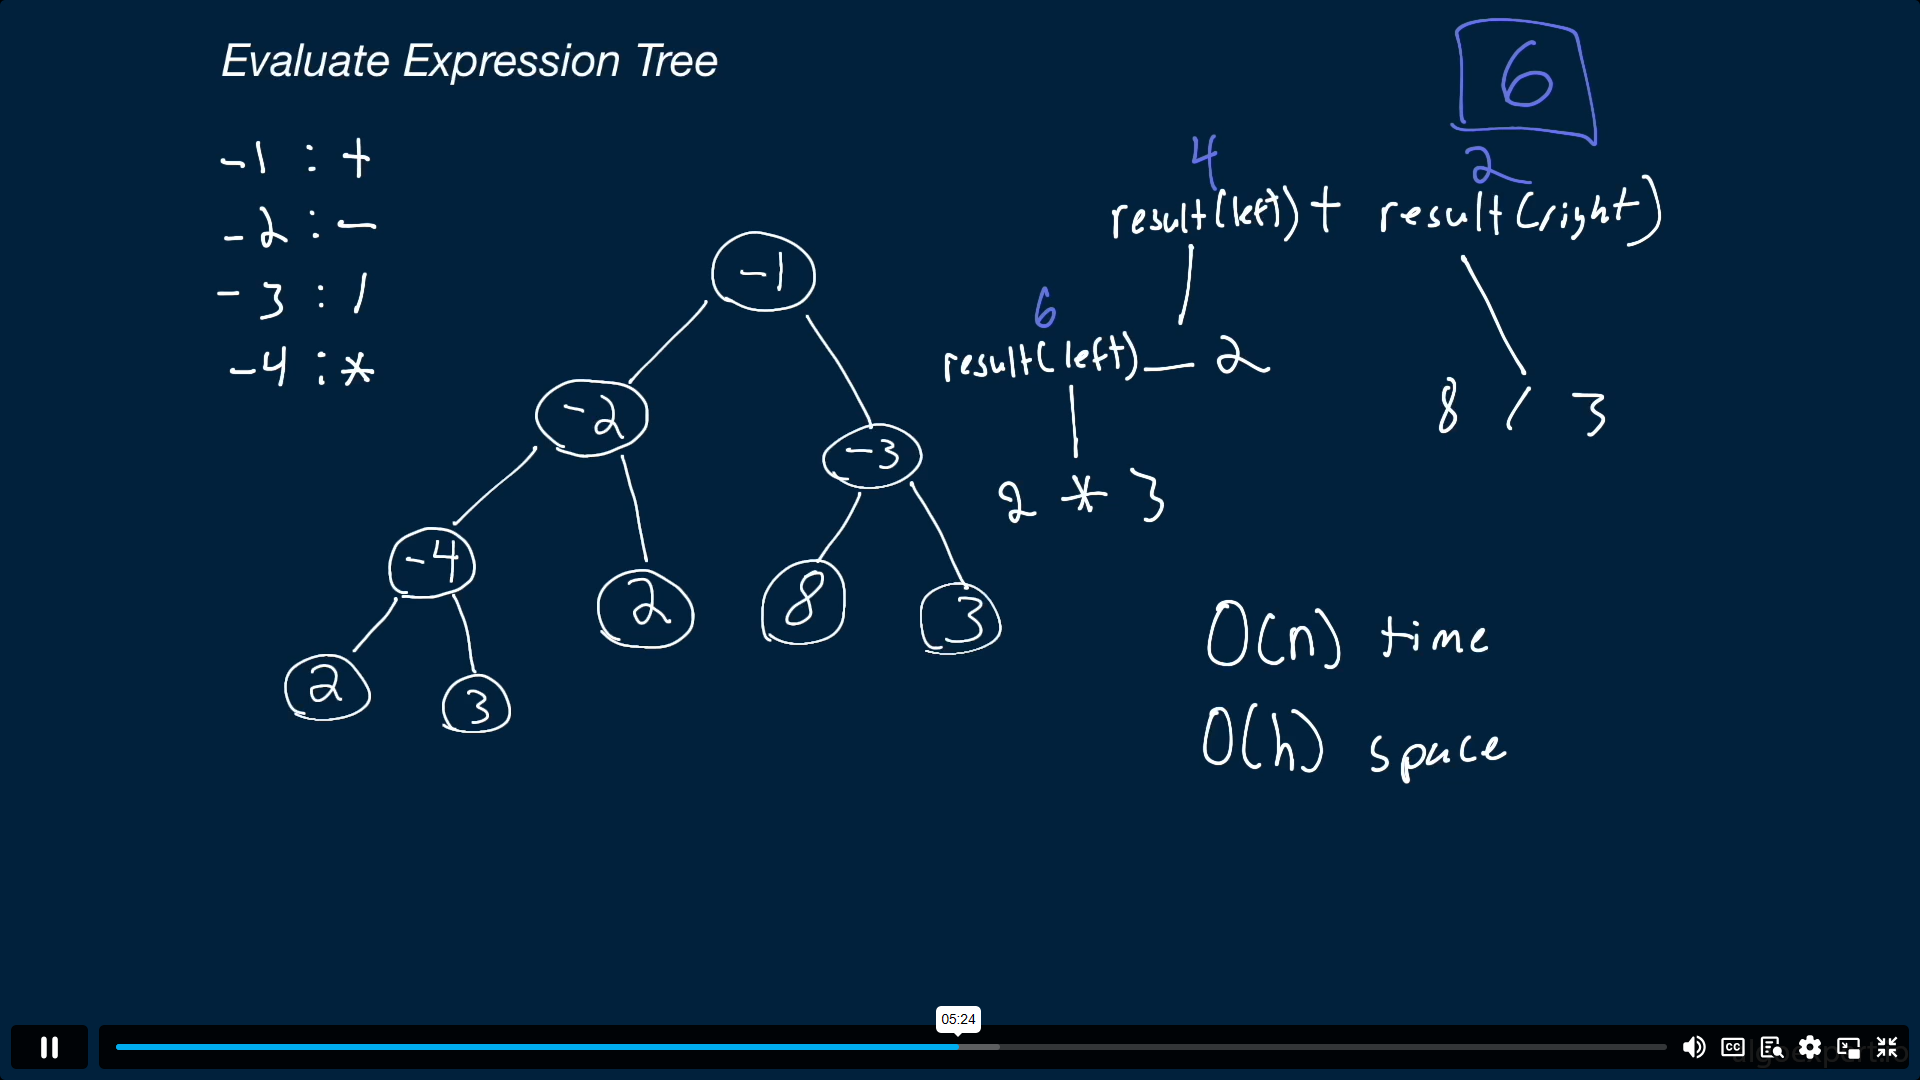 Evaluate Expression Tree
-1 : +
-2 : -
-3 : /
-4 : *
-1
-2
-3
-4
2
8
3
2
3
6
4
2
result(left) + result(right)
6
result(left) - 2
8 / 3
2 * 3
O(n) time
O(h) space
05:24
CC